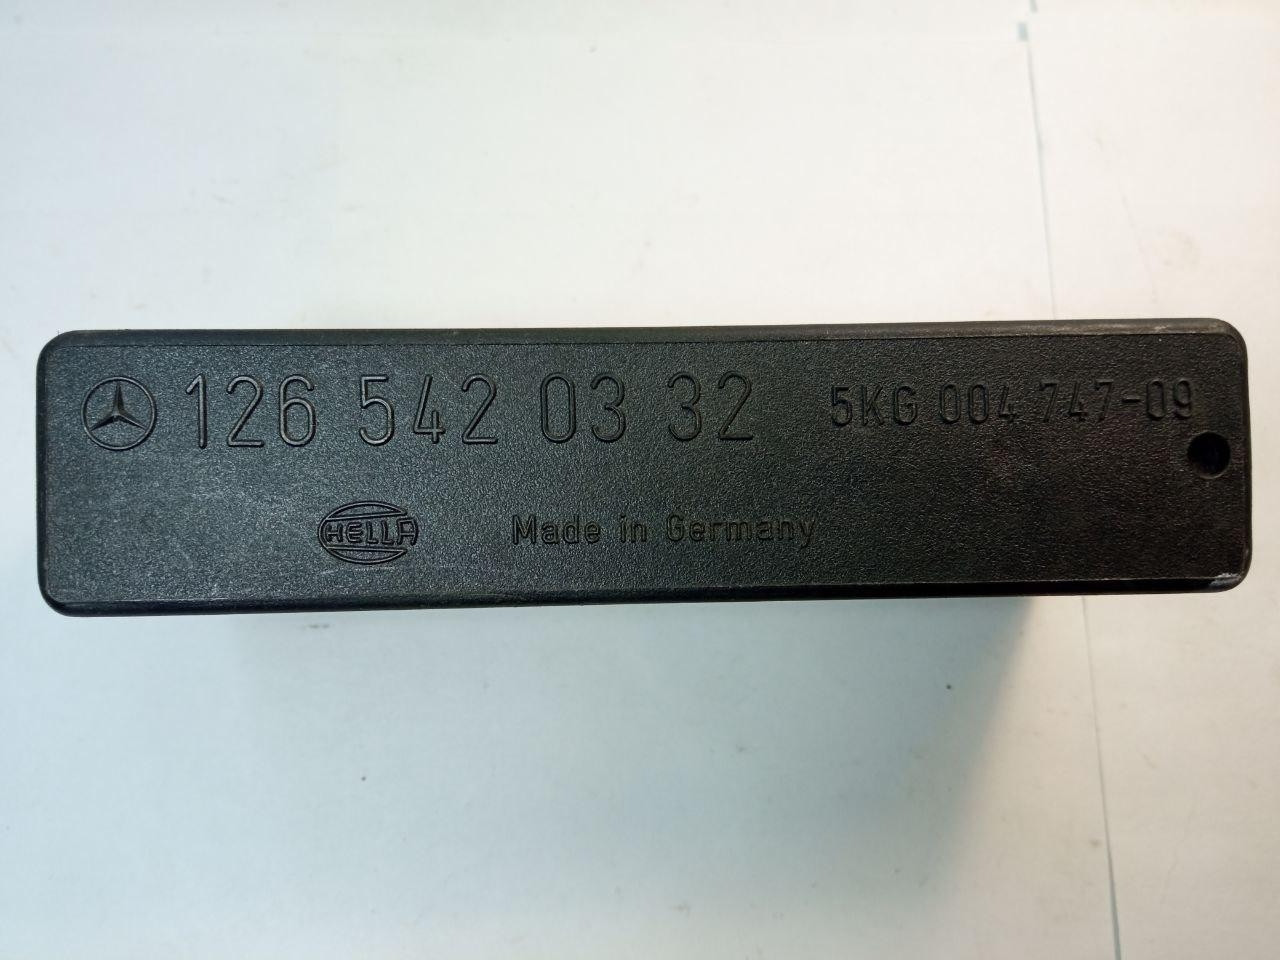 126 542 03 32 5KG 004 747-09
HELLA Made in Germany